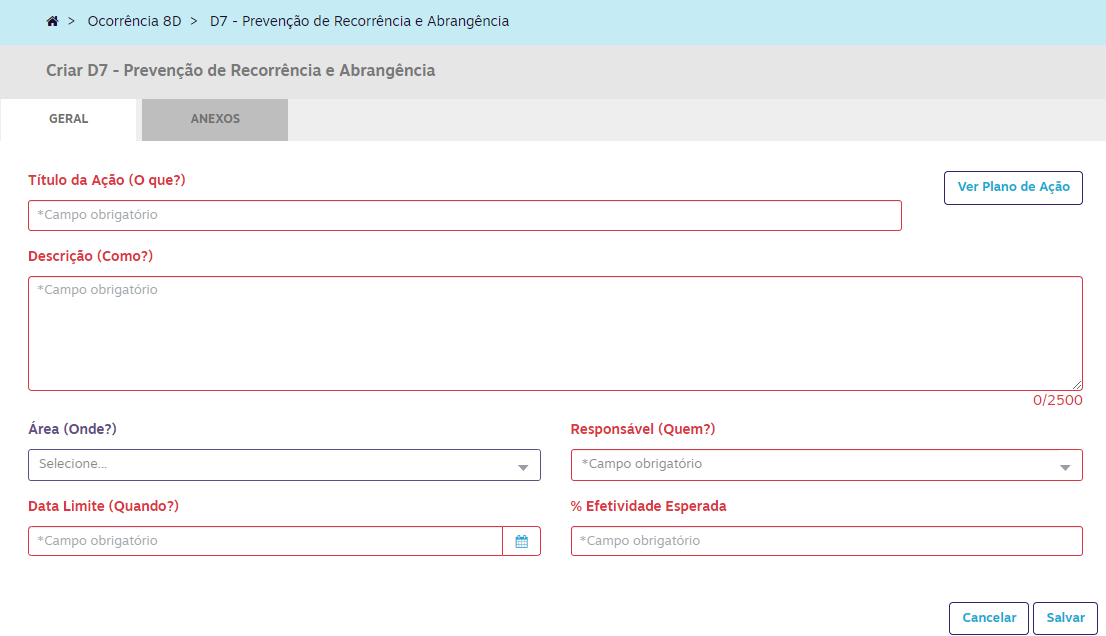 > Ocorrência 8D > D7 - Prevenção de Recorrência e Abrangência
Criar D7 - Prevenção de Recorrência e Abrangência
GERAL ANEXOS
Título da Ação (O que?)
Ver Plano de Ação
*Campo obrigatório
Descrição (Como?)
*Campo obrigatório
0/2500
Área (Onde?) Responsável (Quem?)
Selecione... *Campo obrigatório
Data Limite (Quando?) % Efetividade Esperada
*Campo obrigatório *Campo obrigatório
Cancelar Salvar